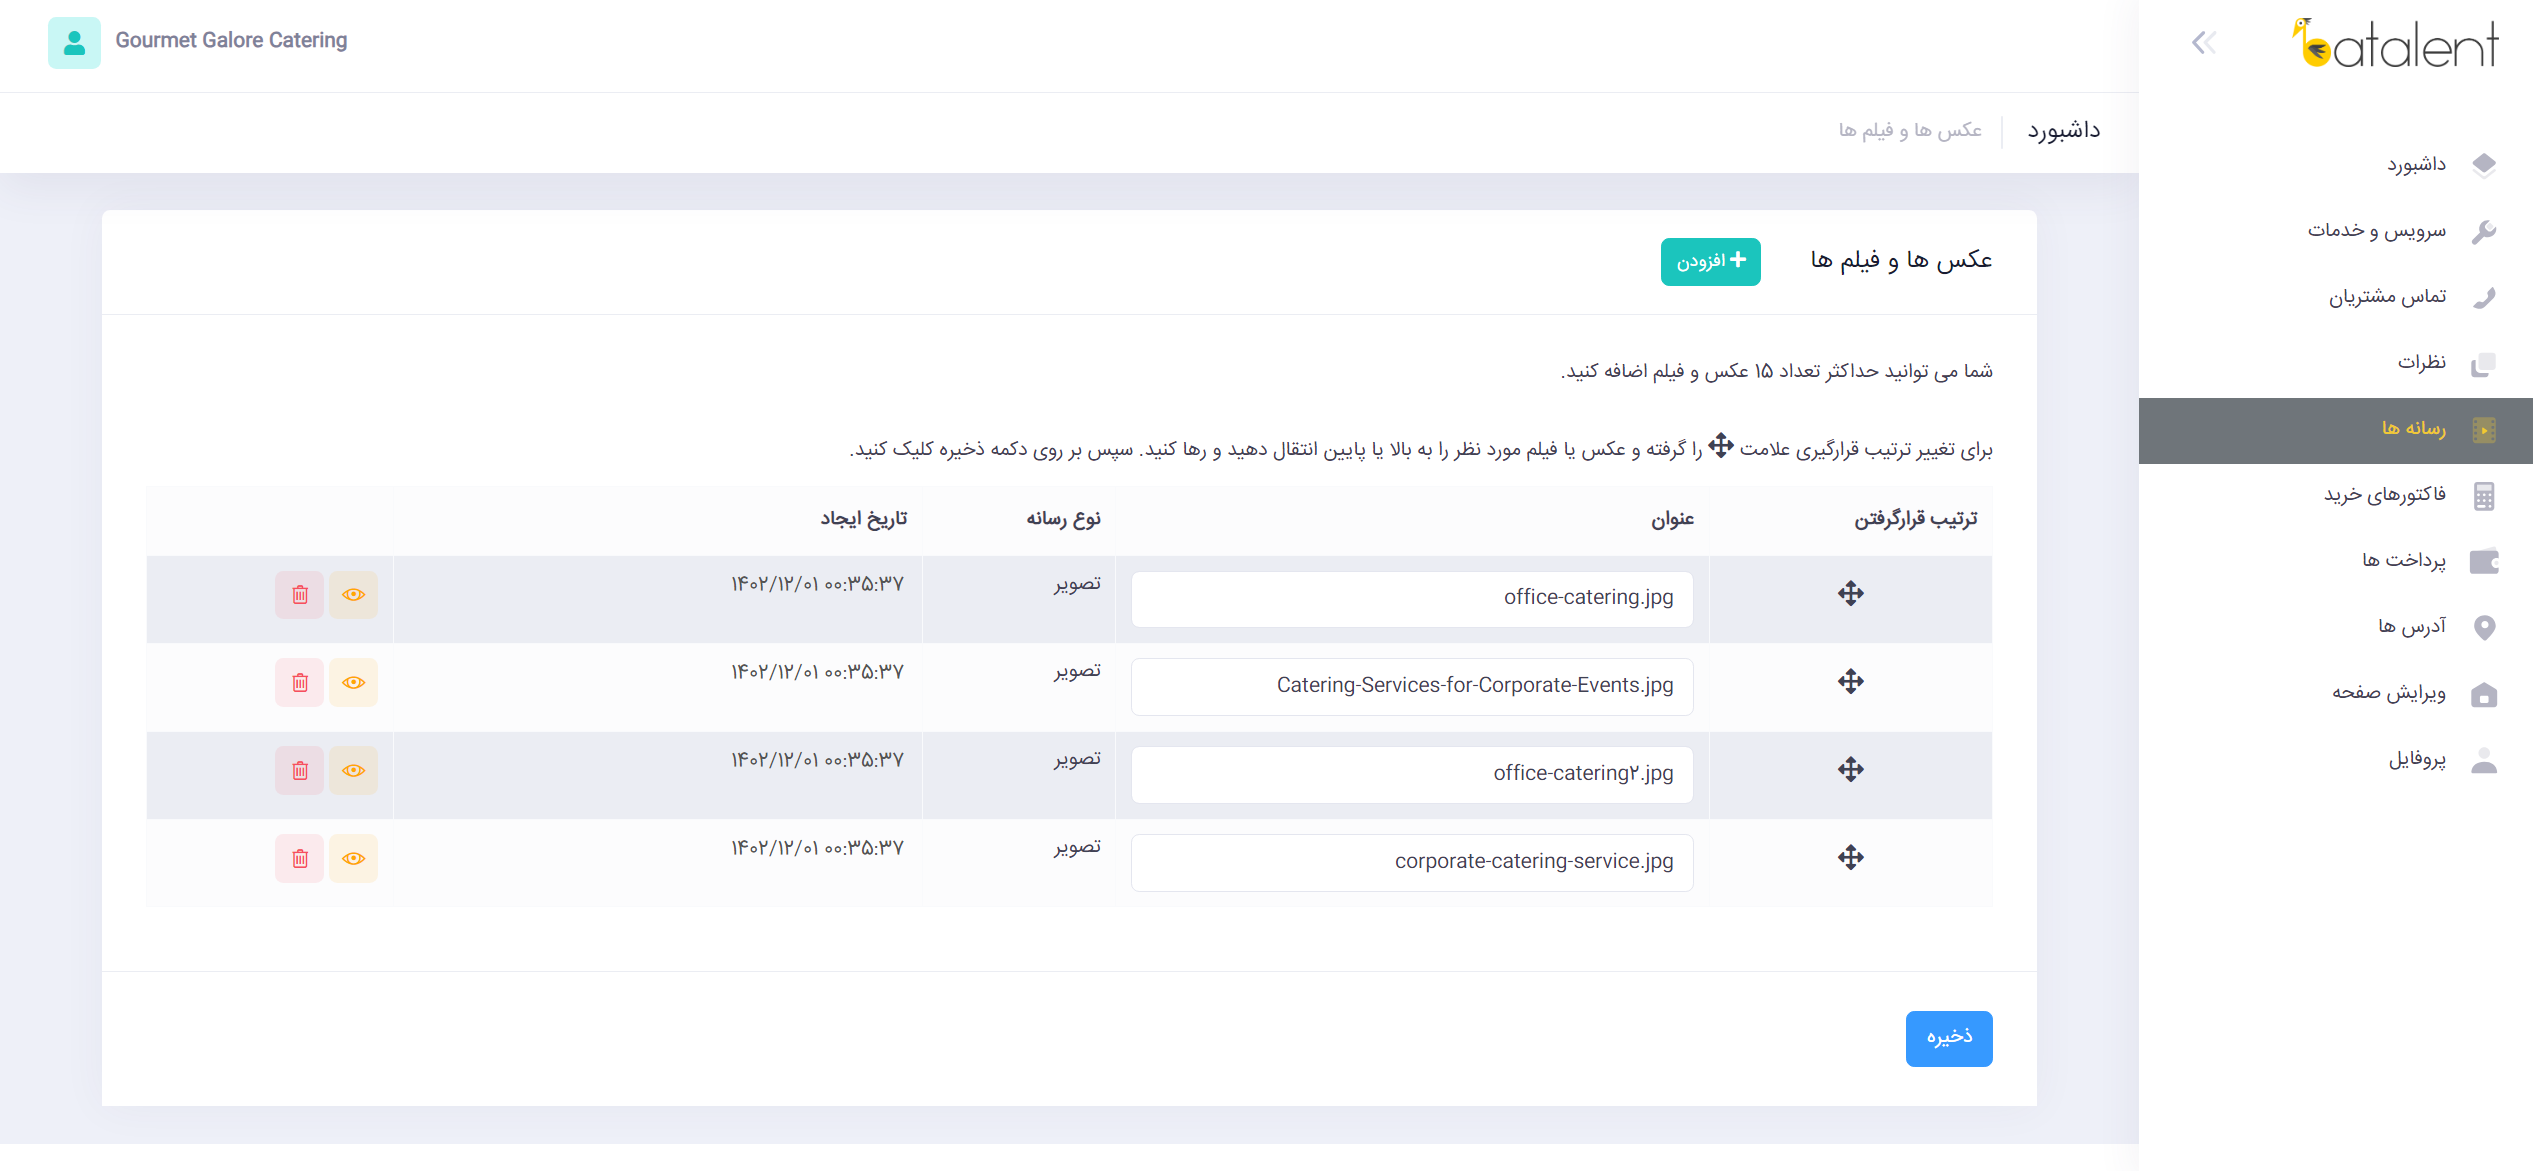 batalent
Gourmet Galore Catering
داشبورد
عکس ها و فیلم ها
داشبورد
سرویس و خدمات
تماس مشتریان
نظرات
رسانه ها
فاکتورهای خرید
پرداخت ها
آدرس ها
ویرایش صفحه
پروفایل
عکس ها و فیلم ها
افزودن
شما می توانید حداکثر تعداد ۱۵ عکس و فیلم اضافه کنید.
برای تغییر ترتیب قرارگیری علامت را گرفته و عکس یا فیلم مورد نظر را به بالا یا پایین انتقال دهید و رها کنید. سپس بر روی دکمه ذخیره کلیک کنید.
ترتیب قرارگرفتن عنوان نوع رسانه تاریخ ایجاد
office-catering.jpg تصویر ۱۴۰۲/۱۲/۰۱ ۰۰:۳۵:۳۷
Catering-Services-for-Corporate-Events.jpg تصویر ۱۴۰۲/۱۲/۰۱ ۰۰:۳۵:۳۷
office-catering۲.jpg تصویر ۱۴۰۲/۱۲/۰۱ ۰۰:۳۵:۳۷
corporate-catering-service.jpg تصویر ۱۴۰۲/۱۲/۰۱ ۰۰:۳۵:۳۷
ذخیره